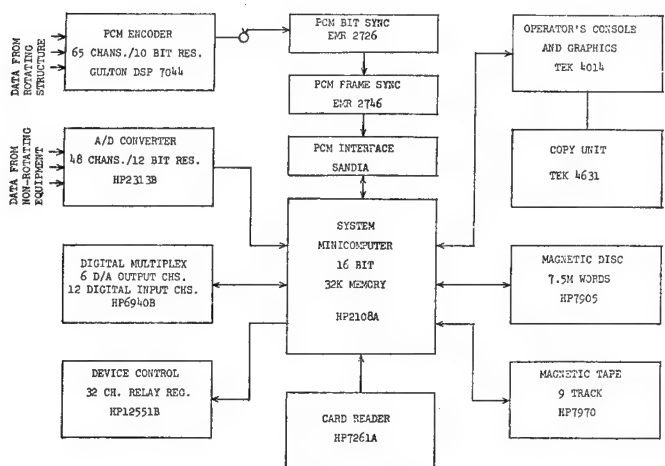 DATA FROM
ROTATING
STRUCTURE
PCM ENCODER
65 CHANS./10 BIT RES.
GULTON DSP 7044
PCM BIT SYNC
EMR 2726
OPERATOR'S CONSOLE
AND GRAPHICS
TEK 4014
PCM FRAME SYNC
EMR 2746
DATA FROM
NON-ROTATING
EQUIPMENT
A/D CONVERTER
48 CHANS./12 BIT RES.
HP2313B
PCM INTERFACE
SANDIA
COPY UNIT
TEK 4631
SYSTEM
MINICOMPUTER
16 BIT
32K MEMORY
HP2108A
DIGITAL MULTIPLEX
6 D/A OUTPUT CHS.
12 DIGITAL INPUT CHS.
HP6940B
MAGNETIC DISC
7.5M WORDS
HP7905
DEVICE CONTROL
32 CH. RELAY REG.
HP12551B
CARD READER
HP7261A
MAGNETIC TAPE
9 TRACK
HP7970